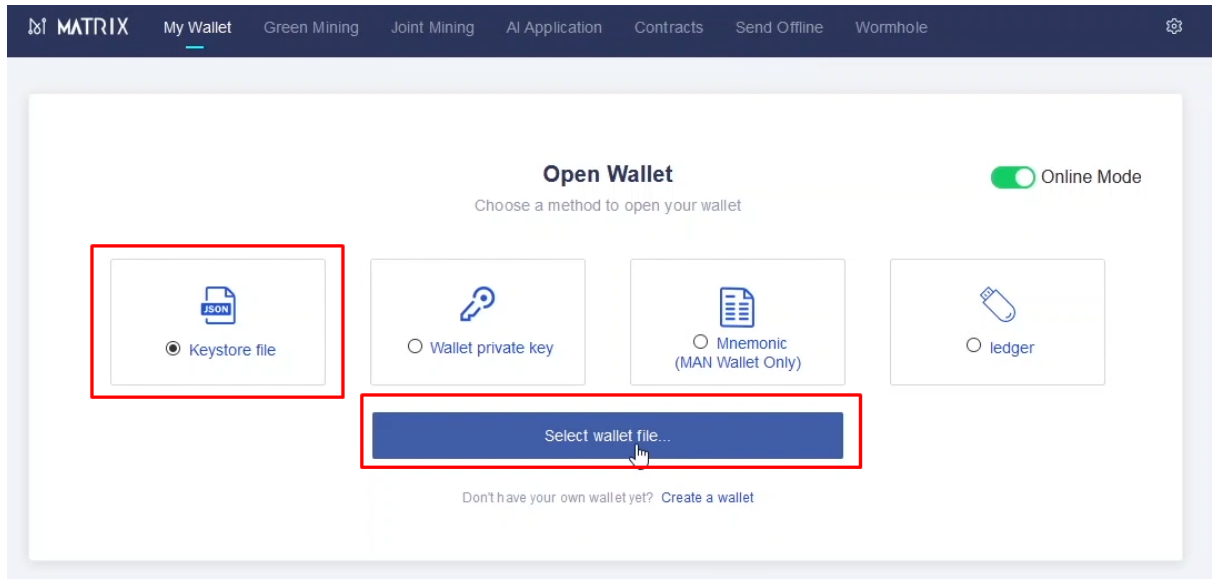 MATRIX My Wallet Green Mining Joint Mining AI Application Contracts Send Offline Wormhole
Open Wallet
Online Mode
Choose a method to open your wallet
JSON
Keystore file
Wallet private key
Mnemonic
(MAN Wallet Only)
ledger
Select wallet file...
Don't have your own wallet yet? Create a wallet